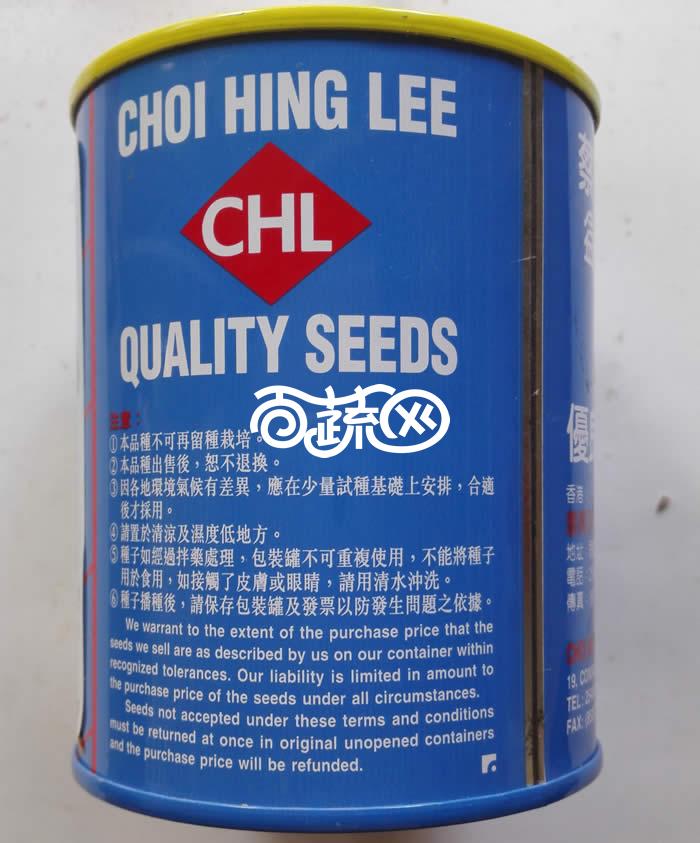 CHOI HING LEE
CHL
QUALITY SEEDS
百蔬网
注意：
①本品種不可再留種栽培。
②本品種出售後，恕不退換。
③因各地環境氣候有差異，應在少量試種基礎上安排，合適
後才採用。
④請置於清涼及濕度低地方。
⑤種子如經過拌藥處理，包裝罐不可重複使用，不能將種子
用於食用，如接觸了皮膚或眼睛，請用清水沖洗。
⑥種子播種後，請保存包裝罐及發票以防發生問題之依據。
We warrant to the extent of the purchase price that the
seeds we sell are as described by us on our container within
recognized tolerances. Our liability is limited in amount to
the purchase price of the seeds under all circumstances.
Seeds not accepted under these terms and conditions
must be returned at once in original unopened containers
and the purchase price will be refunded.
優
香港
地址
電話
傳真
CHOI
19,
TEL:
FAX: